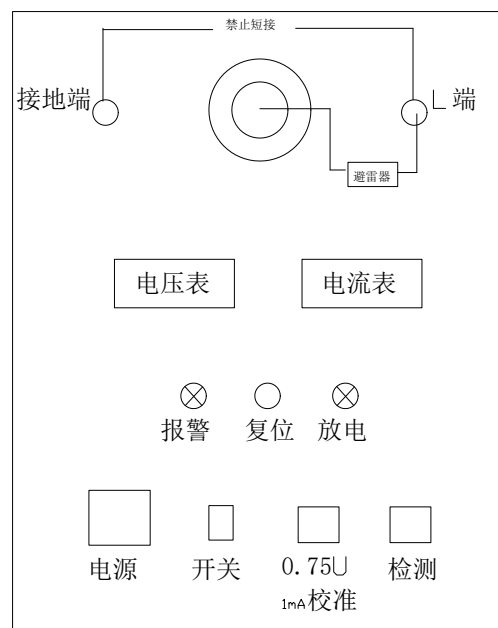 禁止短接
接地端
L端
避雷器
电压表
电流表
报警 复位 放电
电源 开关 0.75U 检测
1mA校准